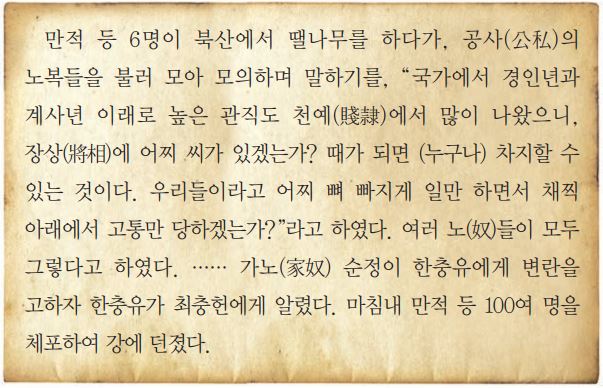 만적 등 6명이 북산에서 땔나무를 하다가, 공사(公私)의
노복들을 불러 모아 모의하며 말하기를, “국가에서 경인년과
계사년 이래로 높은 관직도 천예(賤隷)에서 많이 나왔으니,
장상(將相)에 어찌 씨가 있겠는가? 때가 되면 (누구나) 차지할 수
있는 것이다. 우리들이라고 어찌 뼈 빠지게 일만 하면서 채찍
아래에서 고통만 당하겠는가?”라고 하였다. 여러 노(奴)들이 모두
그렇다고 하였다. …… 가노(家奴) 순정이 한충유에게 변란을
고하자 한충유가 최충헌에게 알렸다. 마침내 만적 등 100여 명을
체포하여 강에 던졌다.